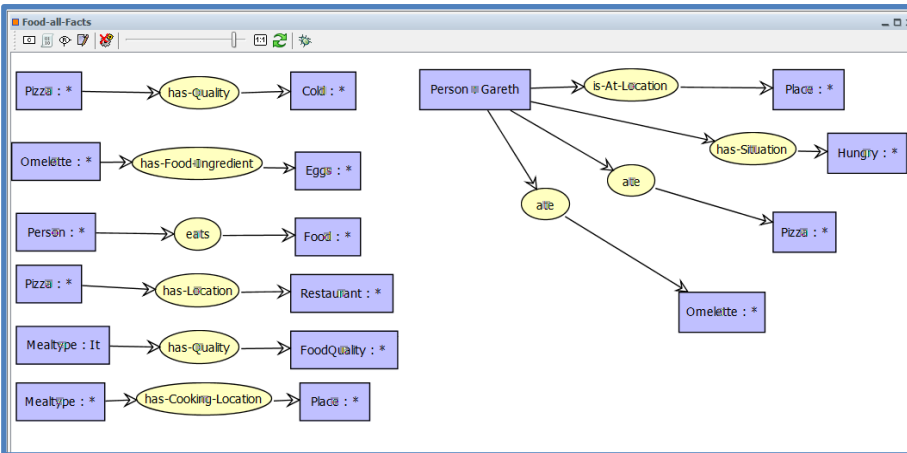 Food-all-Facts
1:1
Pizza : * has-Quality Cold : *
Omelette : * has-Food-Ingredient Eggs : *
Person : * eats Food : *
Pizza : * has-Location Restaurant : *
Mealtype : It has-Quality FoodQuality : *
Mealtype : * has-Cooking-Location Place : *
Person : Gareth is-At-Location Place : *
has-Situation Hungry : *
ate Pizza : *
ate Omelette : *